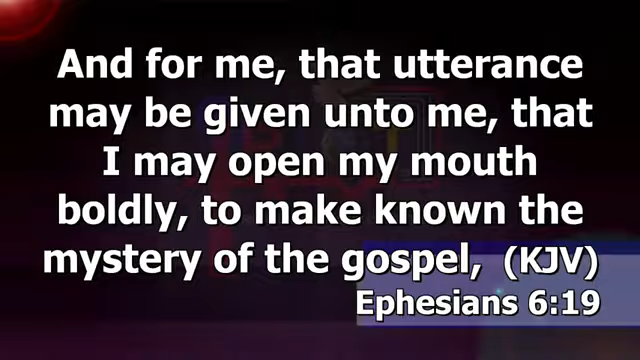 And for me, that utterance
may be given unto me, that
I may open my mouth
boldly, to make known the
mystery of the gospel, (KJV)
Ephesians 6:19